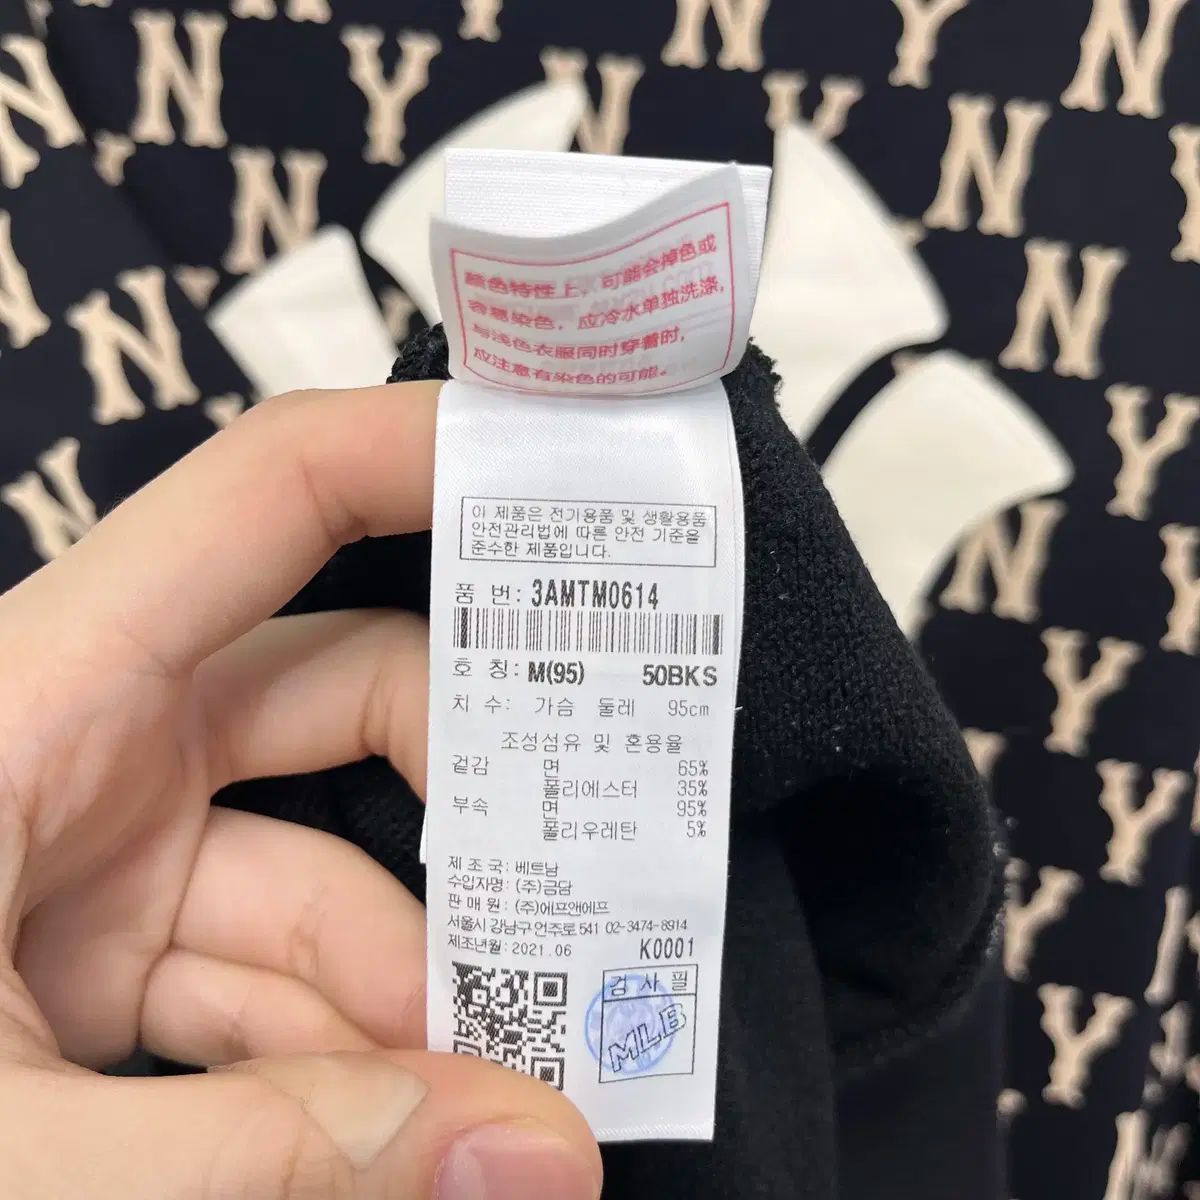 颜色特性上，可能会掉色或
容易染色，应冷水单独洗涤，
与浅色衣服同时穿着时，
应注意有染色的可能。
이 제품은 전기용품 및 생활용품
안전관리법에 따른 안전 기준을
준수한 제품입니다.
품 번: 3AMTM0614
호 칭: M(95) 50BKS
치 수: 가슴 둘레 95cm
조성섬유 및 혼용율
겉감 면 65%
폴리에스터 35%
부속 면 95%
폴리우레탄 5%
제 조 국: 베트남
수입자명: (주)금담
판 매 원: (주)에프앤에프
서울시 강남구 언주로 541 02-3474-8914
제조년월: 2021.06 K0001
검 사 필
MLB